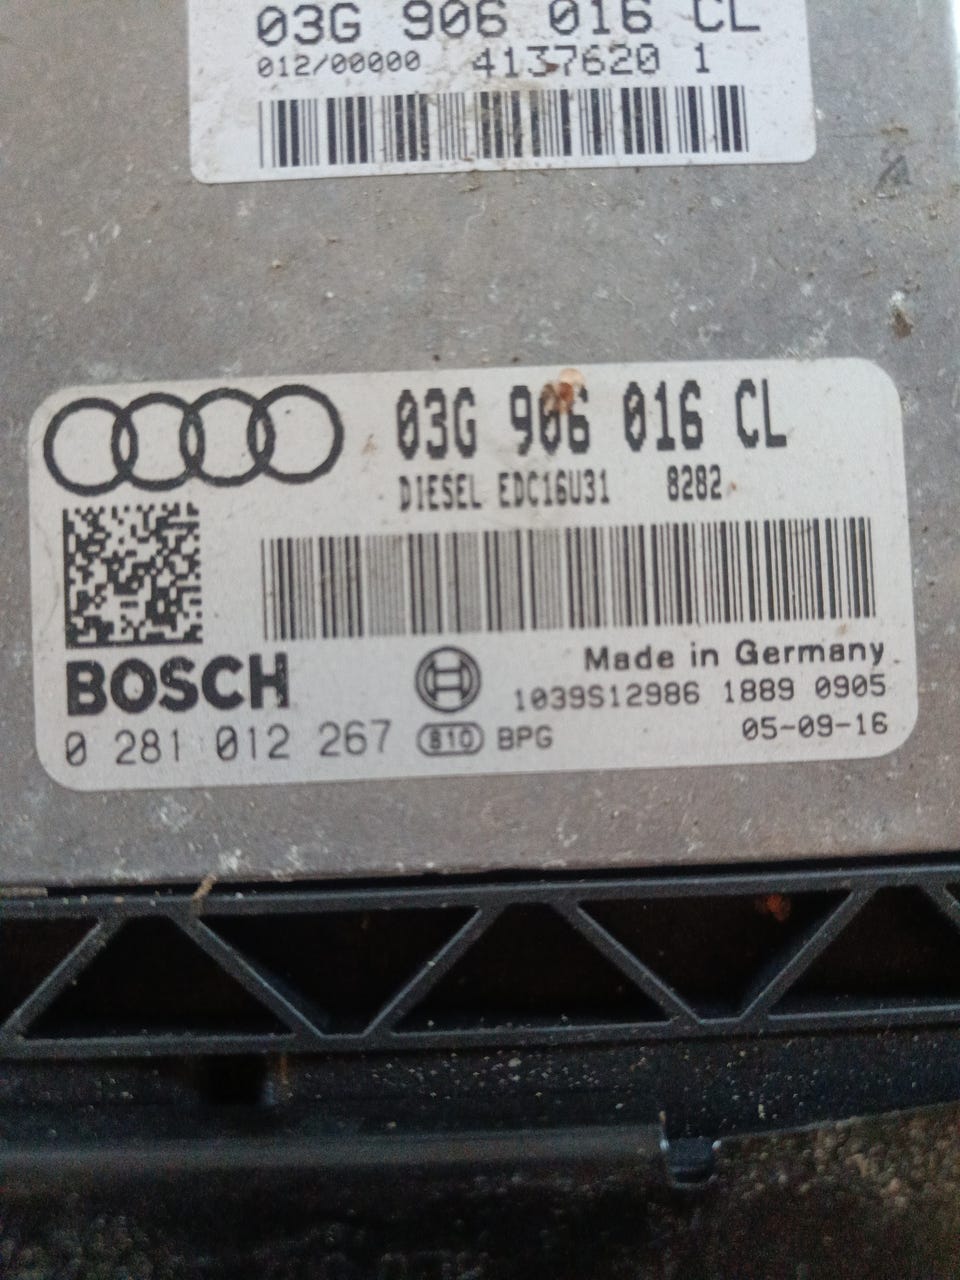 03G 906 016 CL
012/00000 4137620 1
03G 906 016 CL
DIESEL EDC16U31 8282
BOSCH
Made in Germany
1039S12986 1889 0905
0 281 012 267 810 BPG
05-09-16